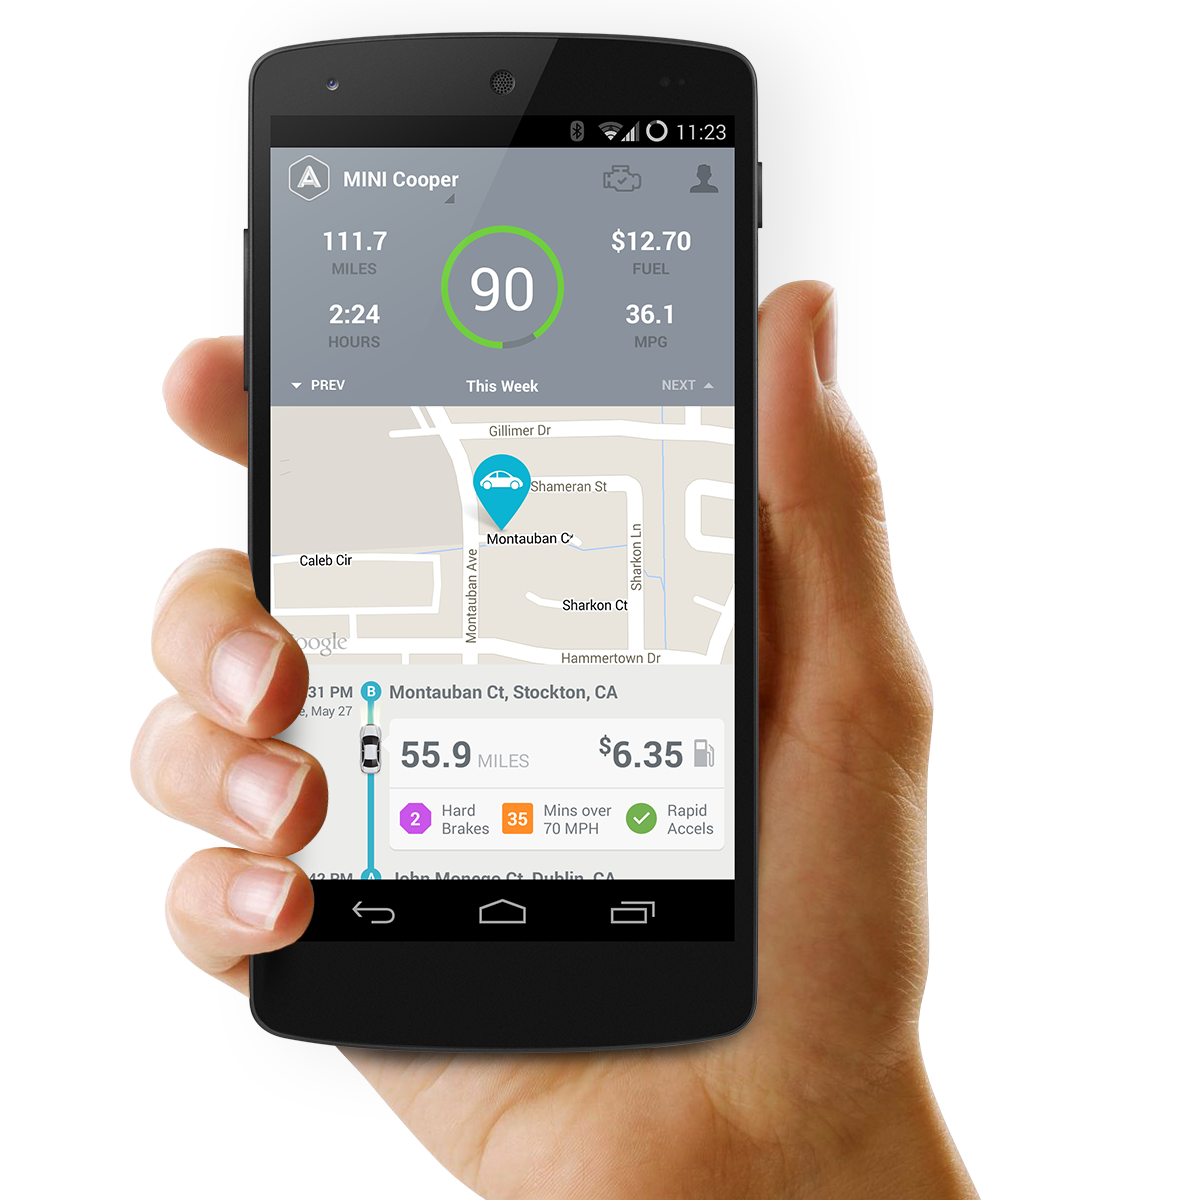 11:23
A MINI Cooper
111.7
MILES
2:24
HOURS
90
$12.70
FUEL
36.1
MPG
PREV
This Week
NEXT
Gillimer Dr
Shameran St
Montauban C
Caleb Cir
Montauban Ave
Sharkon Ln
Sharkon Ct
oogle
Hammertown Dr
31 PM B Montauban Ct, Stockton, CA
e, May 27
55.9 MILES $6.35
2 Hard Brakes
35 Mins over 70 MPH
Rapid Accels
42 PM A John Monego Ct, Dublin, CA